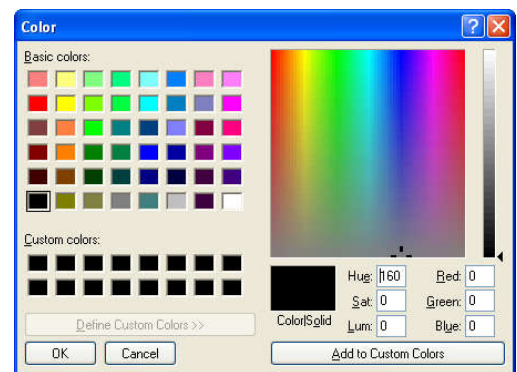 Color
Basic colors:
Custom colors:
Define Custom Colors >>
OK Cancel
Color|Solid
Hue: 160 Red: 0
Sat: 0 Green: 0
Lum: 0 Blue: 0
Add to Custom Colors